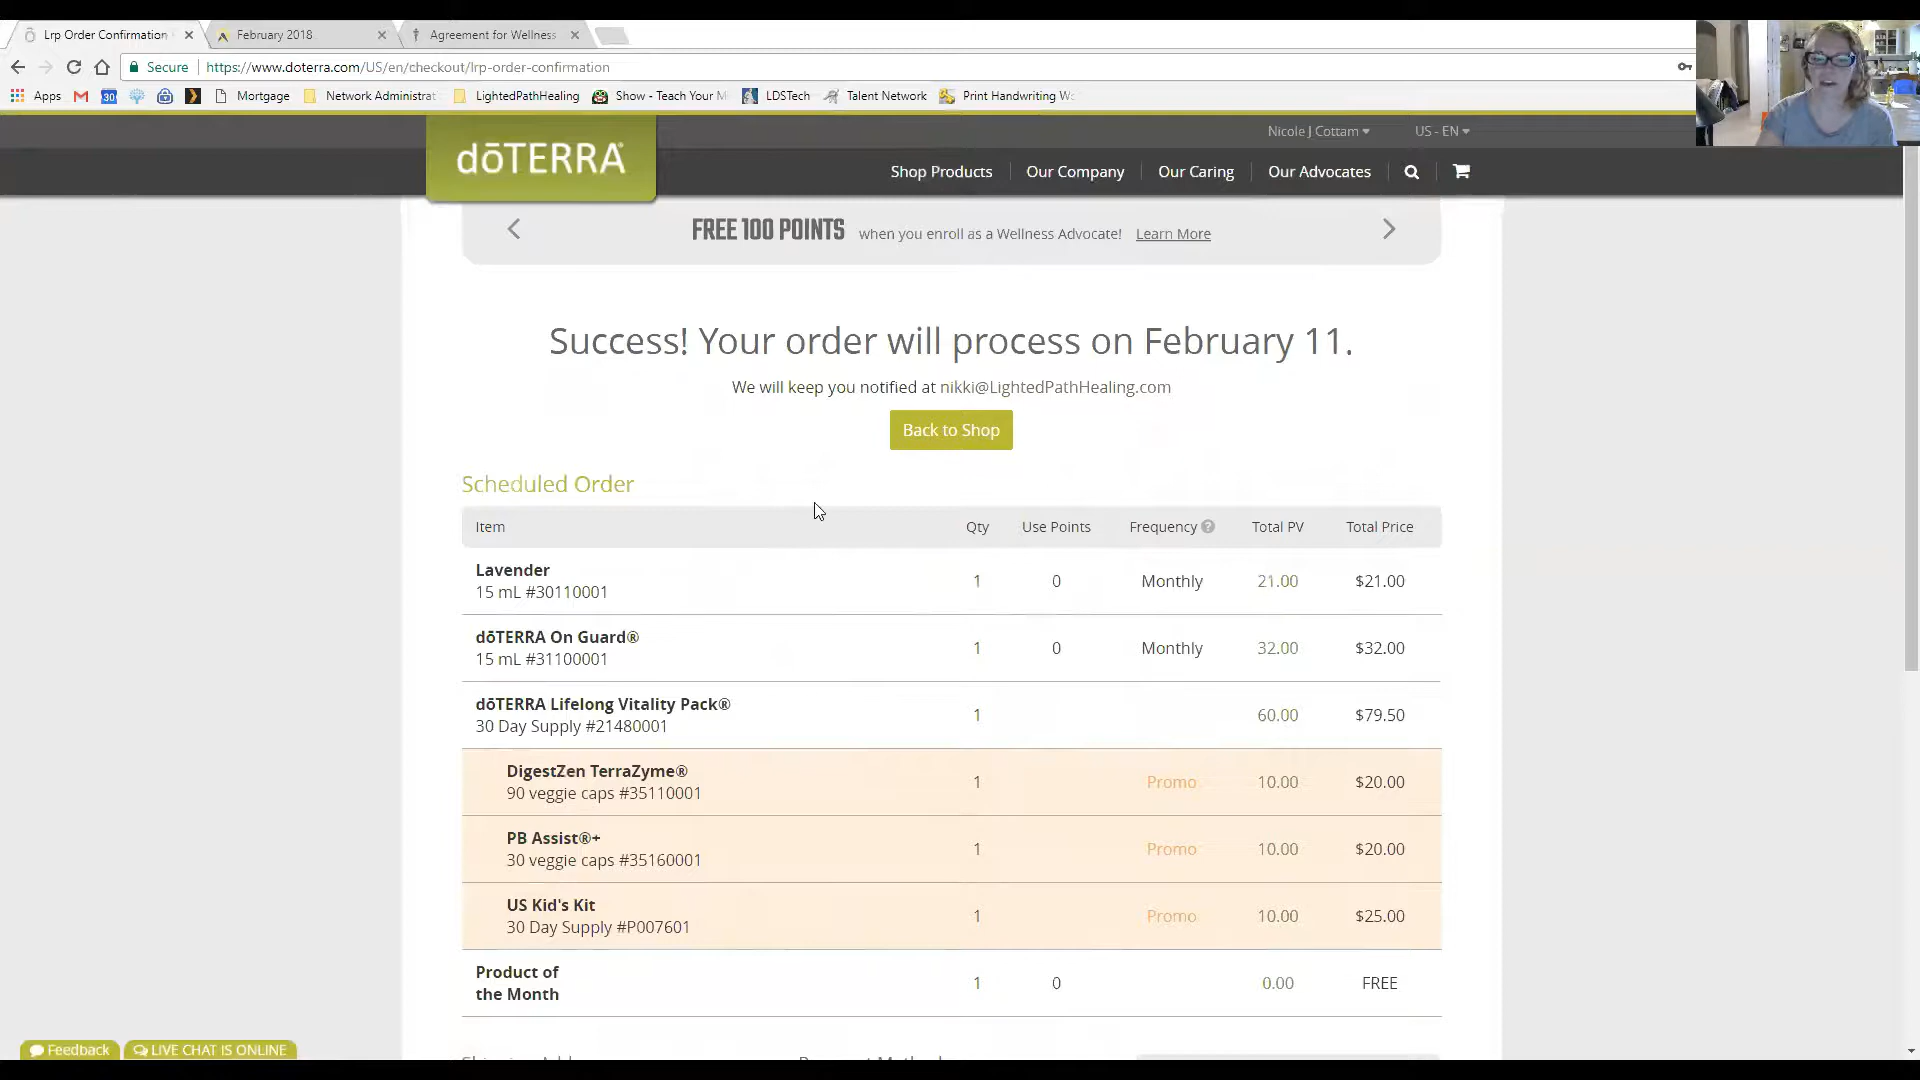 Lrp Order Confirmation
February 2018
Agreement for Wellness
Secure https://www.doterra.com/US/en/checkout/lrp-order-confirmation
Apps 30 Mortgage Network Administrat LightedPathHealing Show - Teach Your M LDSTech Talent Network Print Handwriting Wo
Nicole J Cottam US - EN
dōTERRA®
Shop Products Our Company Our Caring Our Advocates
FREE 100 POINTS when you enroll as a Wellness Advocate! Learn More
Success! Your order will process on February 11.
We will keep you notified at nikki@LightedPathHealing.com
Back to Shop
Scheduled Order
Item Qty Use Points Frequency ? Total PV Total Price
Lavender
15 mL #30110001 1 0 Monthly 21.00 $21.00
dōTERRA On Guard®
15 mL #31100001 1 0 Monthly 32.00 $32.00
dōTERRA Lifelong Vitality Pack®
30 Day Supply #21480001 1 60.00 $79.50
DigestZen TerraZyme®
90 veggie caps #35110001 1 Promo 10.00 $20.00
PB Assist®+
30 veggie caps #35160001 1 Promo 10.00 $20.00
US Kid's Kit
30 Day Supply #P007601 1 Promo 10.00 $25.00
Product of
the Month 1 0 0.00 FREE
Feedback LIVE CHAT IS ONLINE